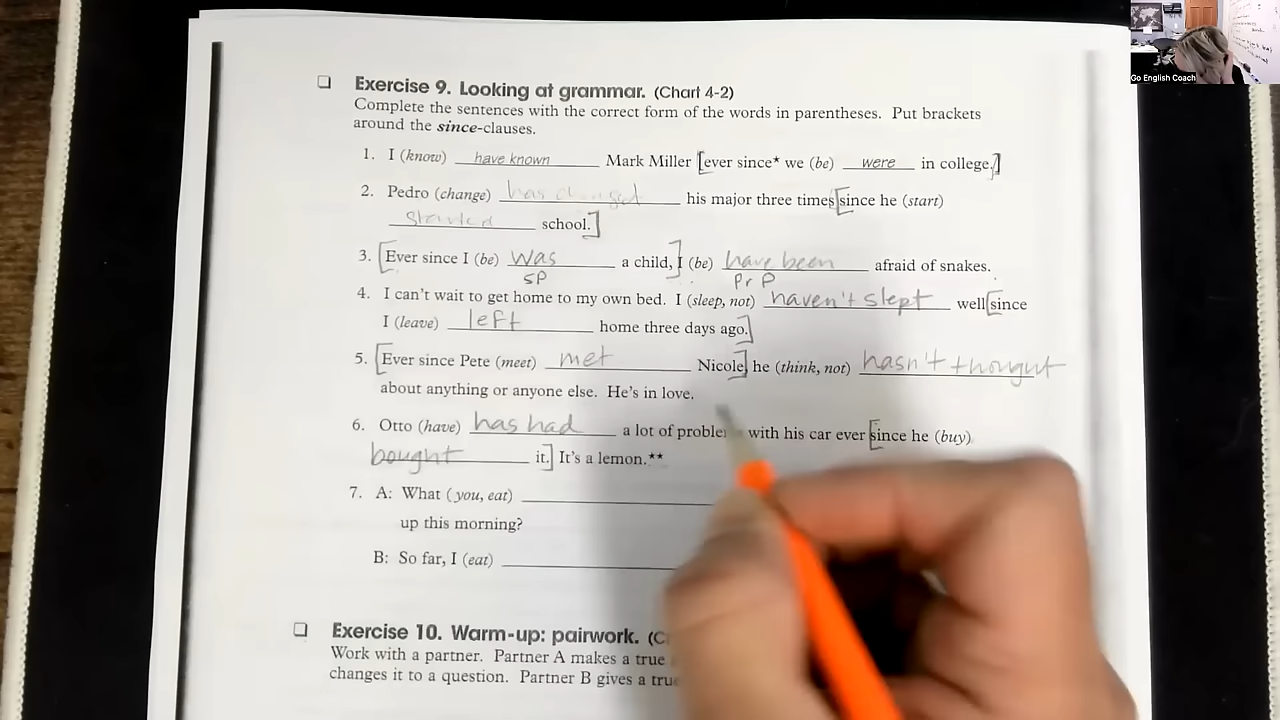 Go English Coach
❑ Exercise 9. Looking at grammar. (Chart 4-2)
Complete the sentences with the correct form of the words in parentheses. Put brackets
around the since-clauses.
1. I (know) have known Mark Miller [ever since* we (be) were in college.]
2. Pedro (change) has changed his major three times [since he (start)
started school.]
3. [Ever since I (be) was a child,] I (be) have been afraid of snakes.
SP PrP
4. I can't wait to get home to my own bed. I (sleep, not) haven't slept well [since
I (leave) left home three days ago.]
5. [Ever since Pete (meet) met Nicole,] he (think, not) hasn't thought
about anything or anyone else. He's in love.
6. Otto (have) has had a lot of with his car ever [since he (buy)
bought it.] It's a lemon.**
7. A: What (you, eat)
up this morning?
B: So far, I (eat)
❑ Exercise 10. Warm-up: pairwork.
Work with a partner. Partner A makes a true
changes it to a question. Partner B gives a